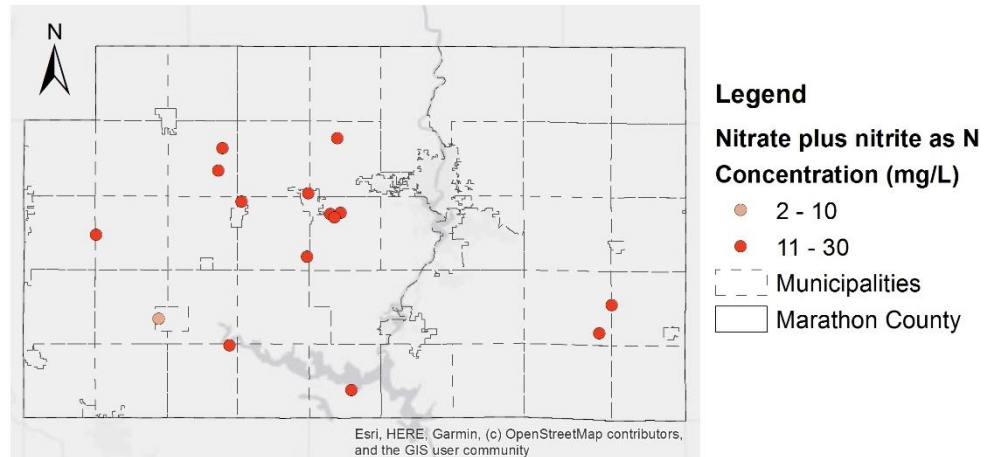 N
Legend
Nitrate plus nitrite as N
Concentration (mg/L)
2 - 10
11 - 30
Municipalities
Marathon County
Esri, HERE, Garmin, (c) OpenStreetMap contributors,
and the GIS user community